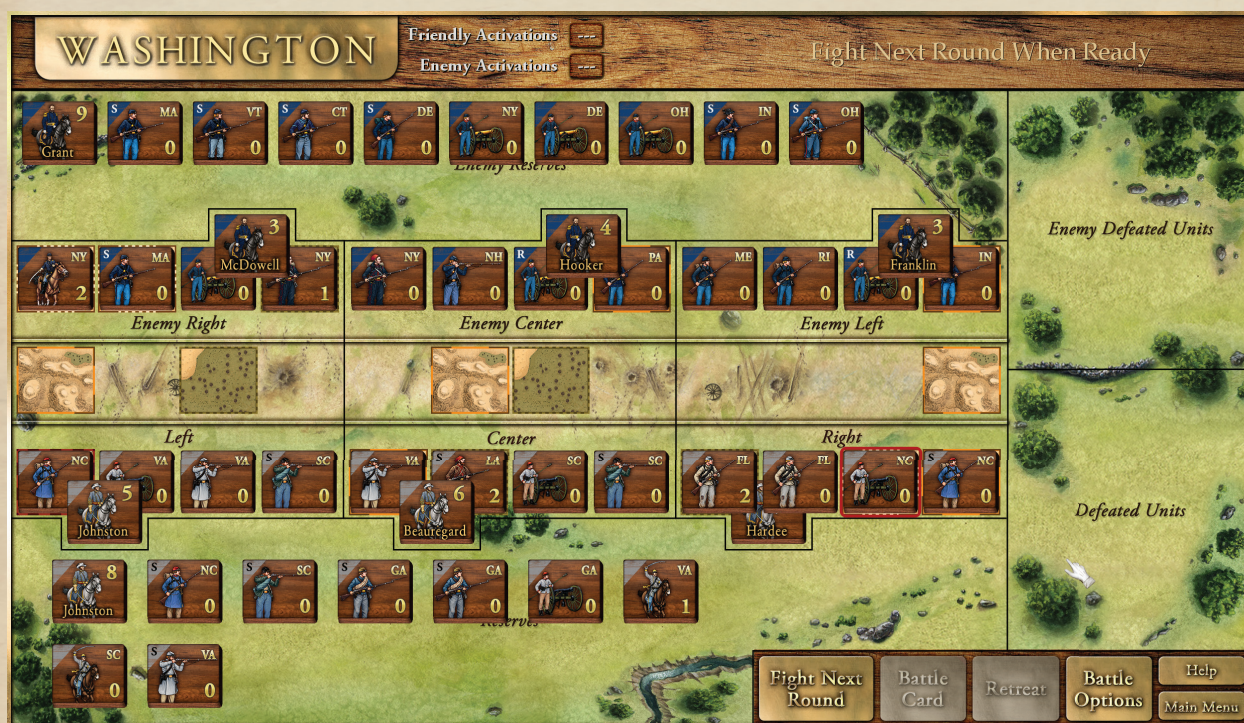 WASHINGTON
Friendly Activations ---
Enemy Activations ---
Fight Next Round When Ready
9 Grant
S MA 0
S VT 0
S CT 0
S DE 0
NY 0
DE 0
OH 0
S IN 0
S OH 0
Enemy Reserves
Enemy Defeated Units
NY 2
S MA 0
0
3 McDowell
NY 1
NY 0
NH 0
R 0
4 Hooker
PA 0
ME 0
RI 0
R 0
3 Franklin
IN 0
Enemy Right
Enemy Center
Enemy Left
Left
Center
Right
NC
VA 0
5 Johnston
VA 0
S SC 0
VA
S LA 2
6 Beauregard
SC 0
S SC 0
FL 2
FL 0
Hardee
NC 0
S NC 0
Defeated Units
8 Johnston
S NC 0
S SC 0
S GA 0
S GA 0
GA 0
VA 1
Reserves
SC 0
S VA 0
Fight Next
Round
Battle
Card
Retreat
Battle
Options
Help
Main Menu